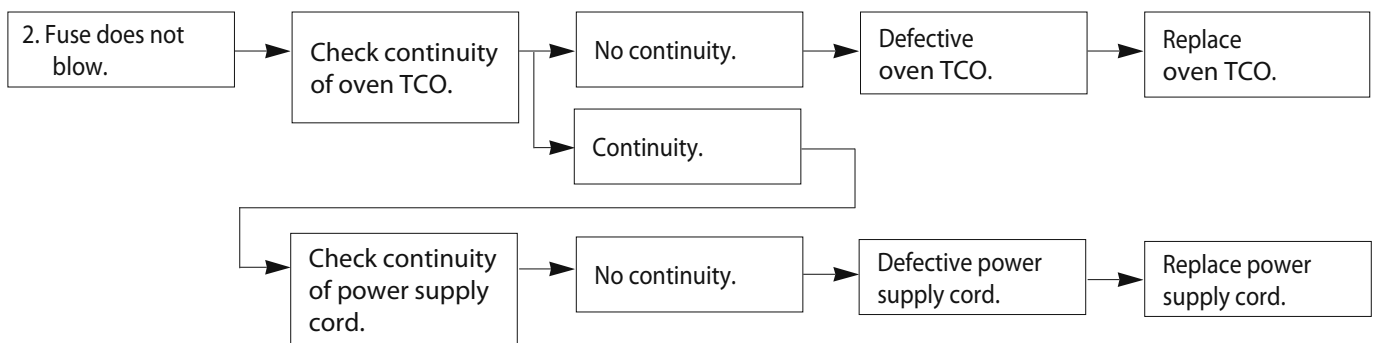 2. Fuse does not
blow.
Check continuity
of oven TCO.
No continuity.
Defective
oven TCO.
Replace
oven TCO.
Continuity.
Check continuity
of power supply
cord.
No continuity.
Defective power
supply cord.
Replace power
supply cord.